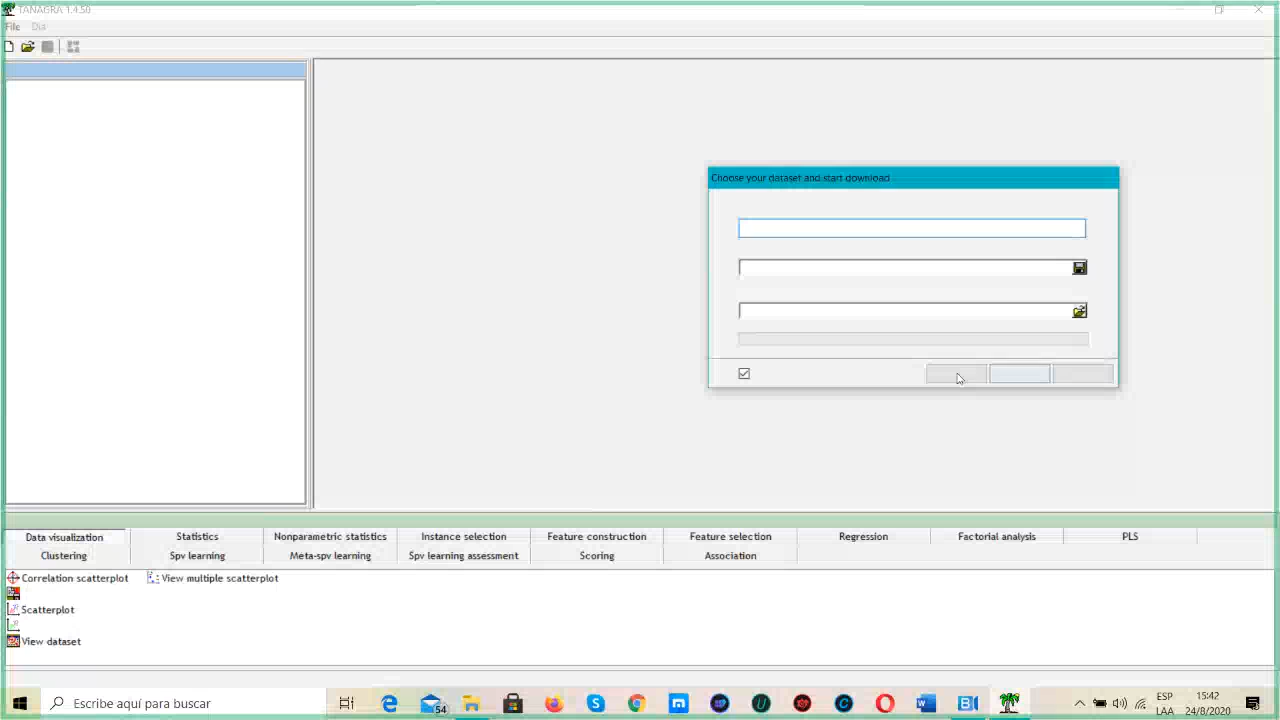 TANAGRA 1.4.50
File Dia
Choose your dataset and start download
Data visualization Statistics Nonparametric statistics Instance selection Feature construction Feature selection Regression Factorial analysis PLS
Clustering Spv learning Meta-spv learning Spv learning assessment Scoring Association
Correlation scatterplot View multiple scatterplot
Scatterplot
View dataset
Escribe aquí para buscar
54
ESP
LAA
15:42
24/8/2020